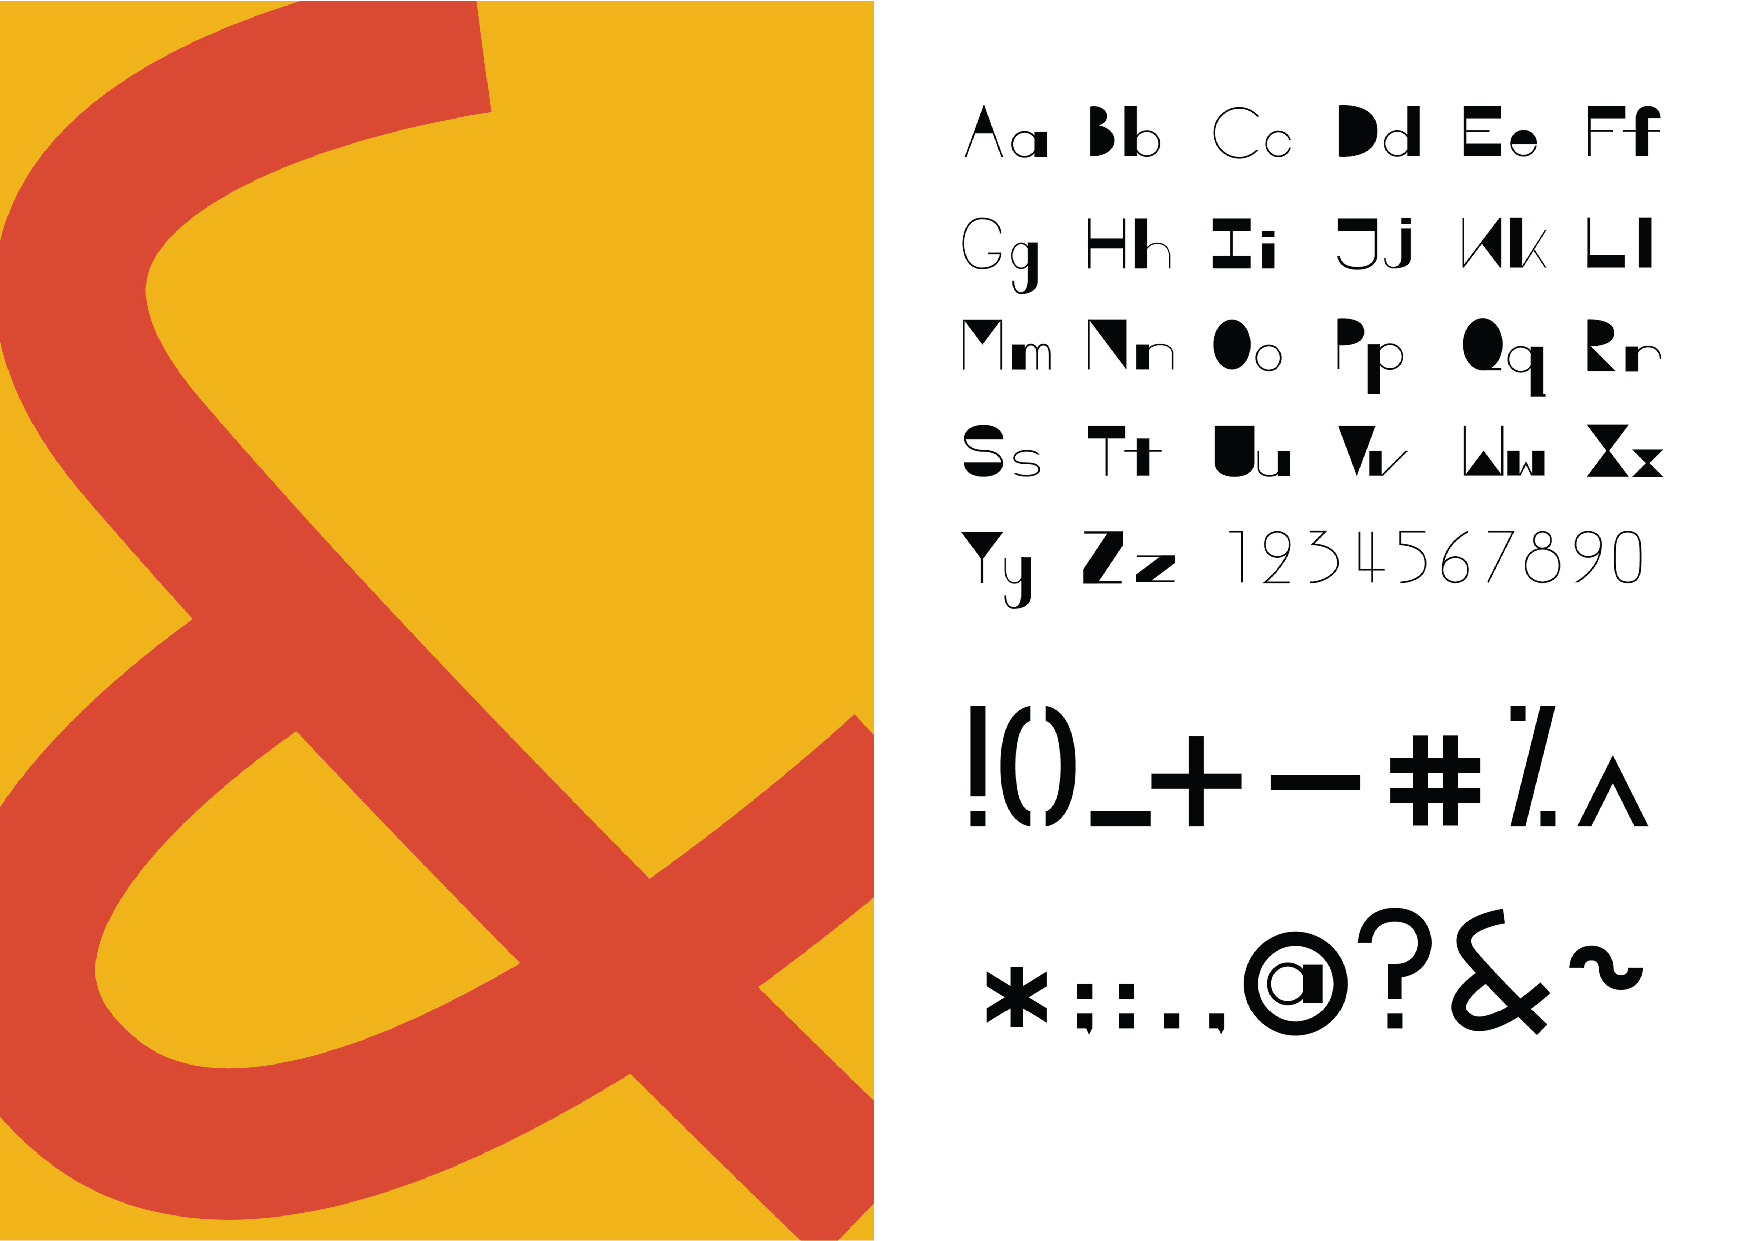 &
Aa Bb Cc Dd Ee Ff
Gg Hh Ii Jj Kk Ll
Mm Nn Oo Pp Qq Rr
Ss Tt Uu Vv Ww Xx
Yy Zz 1234567890
!()_+-#%^
*;:.,@?&~